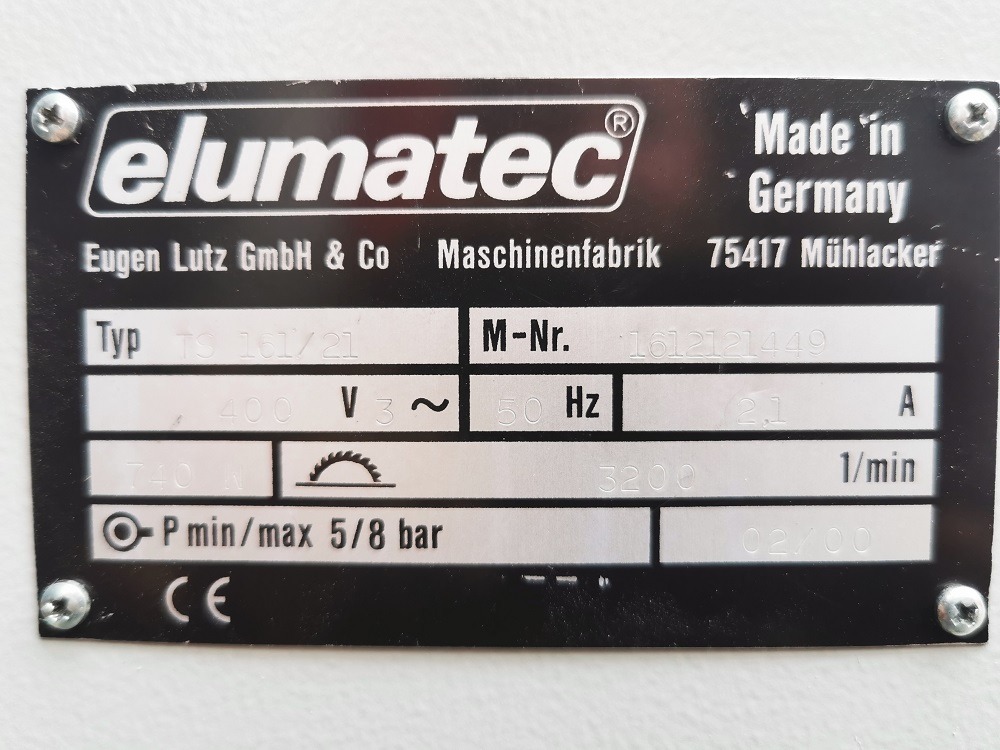 elumatec®
Made in
Germany
Eugen Lutz GmbH & Co Maschinenfabrik 75417 Mühlacker
Typ TS 161/21 M-Nr. 1612121449
400 V 3 ~ 50 Hz 2.1 A
740 W 3200 1/min
P min/max 5/8 bar 02/00
CE